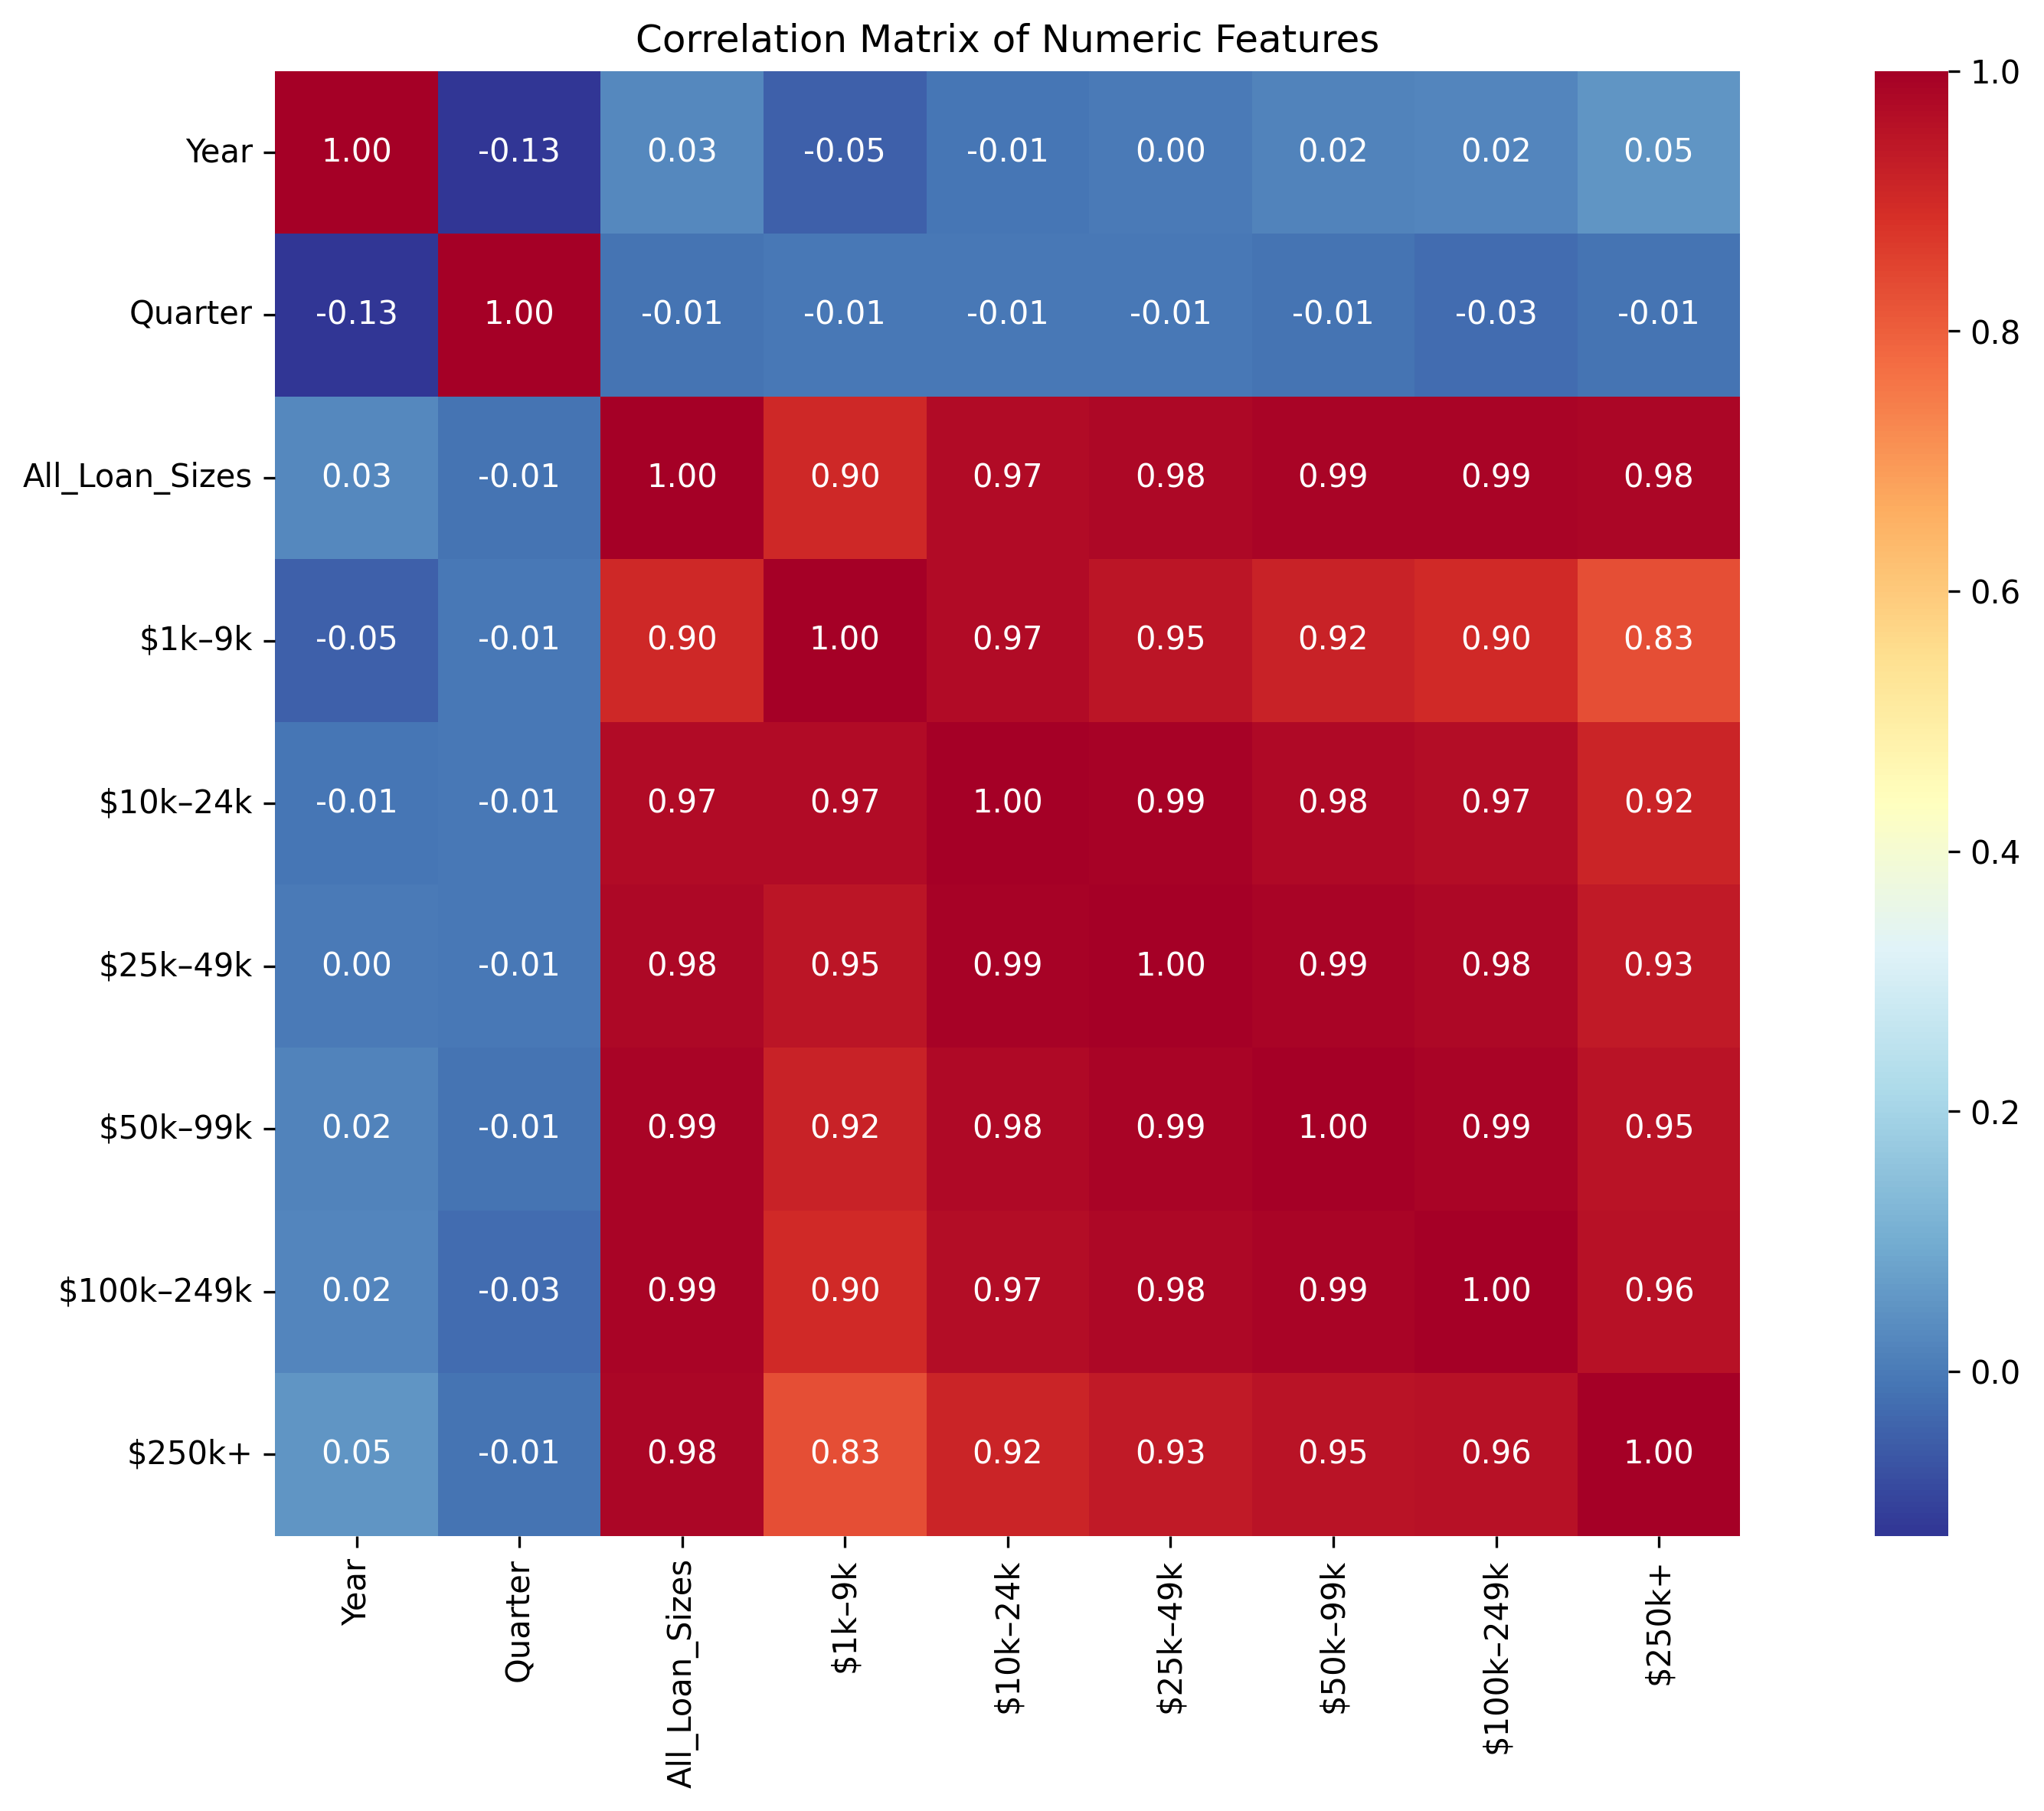 Correlation Matrix of Numeric Features
Year 1.00 -0.13 0.03 -0.05 -0.01 0.00 0.02 0.02 0.05
Quarter -0.13 1.00 -0.01 -0.01 -0.01 -0.01 -0.01 -0.03 -0.01
All_Loan_Sizes 0.03 -0.01 1.00 0.90 0.97 0.98 0.99 0.99 0.98
$1k–9k -0.05 -0.01 0.90 1.00 0.97 0.95 0.92 0.90 0.83
$10k–24k -0.01 -0.01 0.97 0.97 1.00 0.99 0.98 0.97 0.92
$25k–49k 0.00 -0.01 0.98 0.95 0.99 1.00 0.99 0.98 0.93
$50k–99k 0.02 -0.01 0.99 0.92 0.98 0.99 1.00 0.99 0.95
$100k–249k 0.02 -0.03 0.99 0.90 0.97 0.98 0.99 1.00 0.96
$250k+ 0.05 -0.01 0.98 0.83 0.92 0.93 0.95 0.96 1.00
Year
Quarter
All_Loan_Sizes
$1k–9k
$10k–24k
$25k–49k
$50k–99k
$100k–249k
$250k+
1.0
0.8
0.6
0.4
0.2
0.0